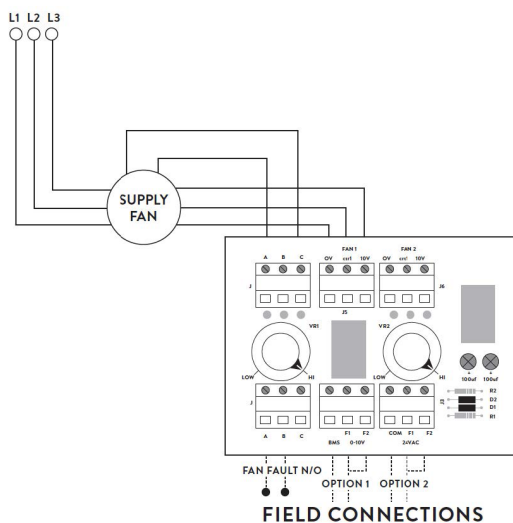 L1 L2 L3
SUPPLY
FAN
FAN 1 FAN 2
A B C 0V ctrl 10V 0V ctrl 10V
J J5 J6
VR1 VR2
LOW HI LOW HI
+ +
100uf 100uf
R2
D2
D1
R1
J J3
F1 F2 COM F1 F2
A B BMS 0-10V 24VAC
FAN FAULT N/O
OPTION 1 OPTION 2
FIELD CONNECTIONS